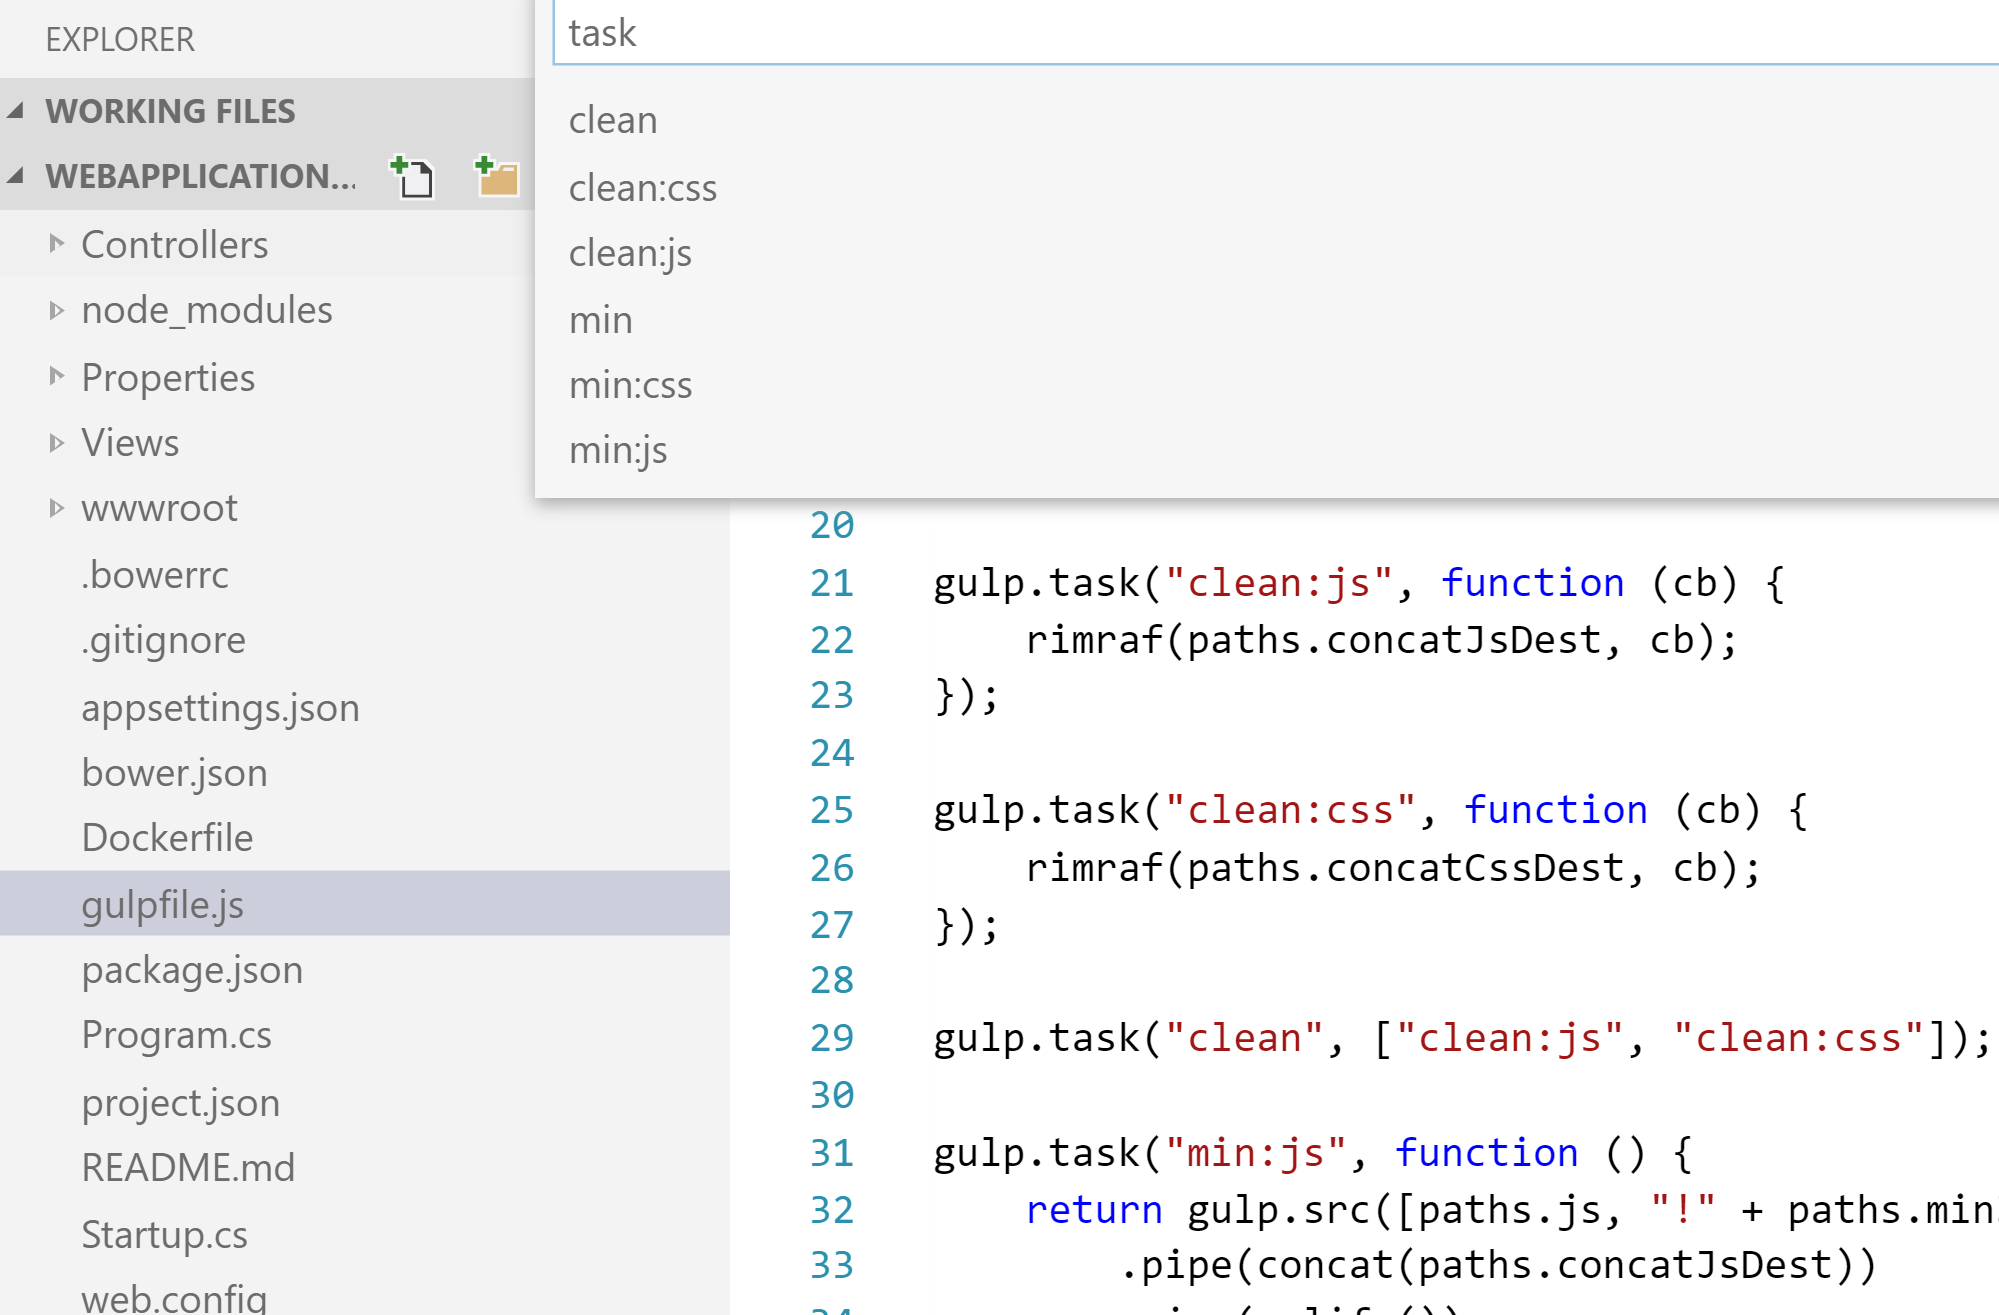 EXPLORER
WORKING FILES
WEBAPPLICATION...
Controllers
node_modules
Properties
Views
wwwroot
.bowerrc
.gitignore
appsettings.json
bower.json
Dockerfile
gulpfile.js
package.json
Program.cs
project.json
README.md
Startup.cs
web.config
task
clean
clean:css
clean:js
min
min:css
min:js
20
21 gulp.task("clean:js", function (cb) {
22 rimraf(paths.concatJsDest, cb);
23 });
24
25 gulp.task("clean:css", function (cb) {
26 rimraf(paths.concatCssDest, cb);
27 });
28
29 gulp.task("clean", ["clean:js", "clean:css"]);
30
31 gulp.task("min:js", function () {
32 return gulp.src([paths.js, "!" + paths.min
33 .pipe(concat(paths.concatJsDest))
34